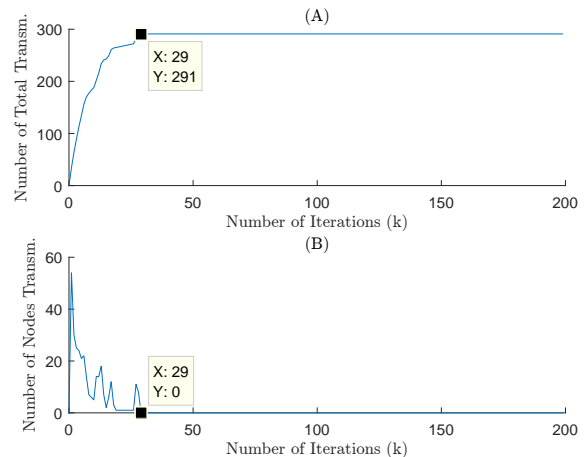 (A)
Number of Total Transm.
300
200
100
0
X: 29
Y: 291
0
50
100
150
200
Number of Iterations (k)
(B)
Number of Nodes Transm.
60
40
20
0
X: 29
Y: 0
0
50
100
150
200
Number of Iterations (k)